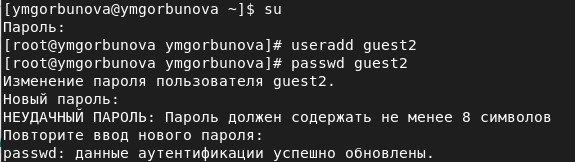 [ymgorbunova@ymgorbunova ~]$ su
Пароль:
[root@ymgorbunova ymgorbunova]# useradd guest2
[root@ymgorbunova ymgorbunova]# passwd guest2
Изменение пароля пользователя guest2.
Новый пароль:
НЕУДАЧНЫЙ ПАРОЛЬ: Пароль должен содержать не менее 8 символов
Повторите ввод нового пароля:
passwd: данные аутентификации успешно обновлены.